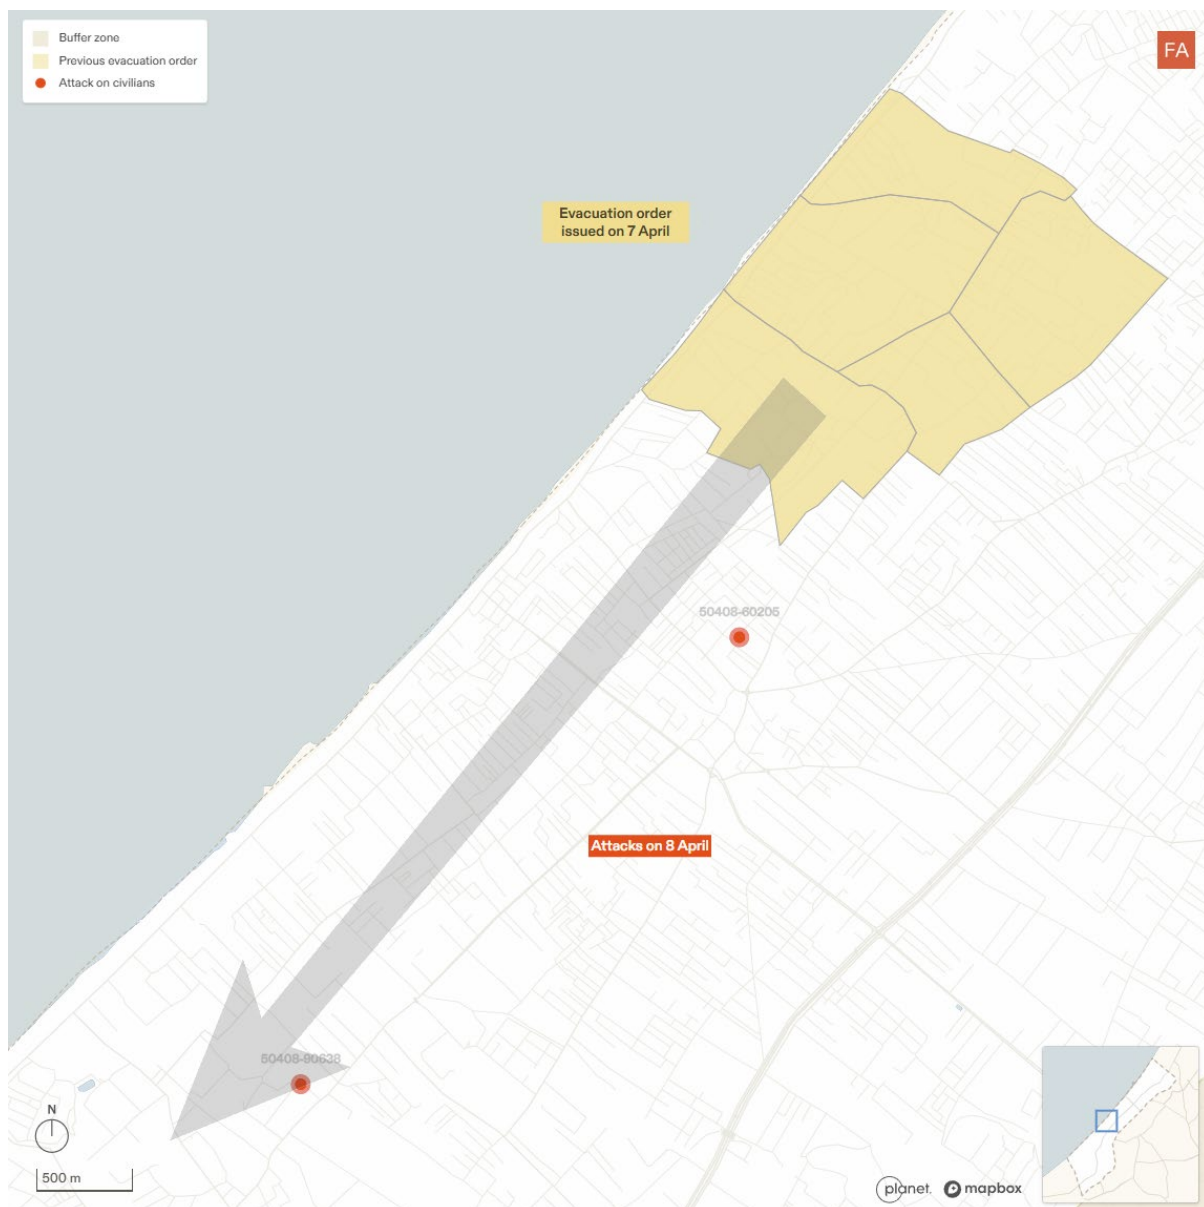 Buffer zone
Previous evacuation order
Attack on civilians
FA
Evacuation order
issued on 7 April
50408-60205
Attacks on 8 April
50408-90638
N
500 m
planet.
mapbox